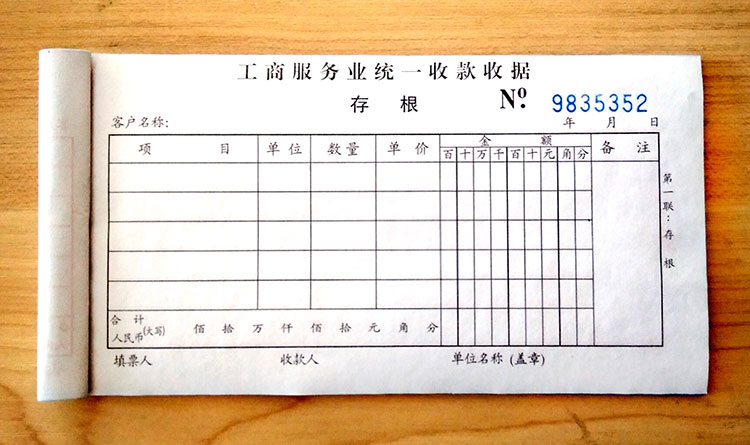 工商服务业统一收款收据
存 根 Nº 9835352
客户名称: 年 月 日
项 目 单位 数量 单价 金 额 备 注
百 十 万 千 百 十 元 角 分
第一联:存根
合 计
人民币(大写) 佰 拾 万 仟 佰 拾 元 角 分
填票人 收款人 单位名称 (盖章)